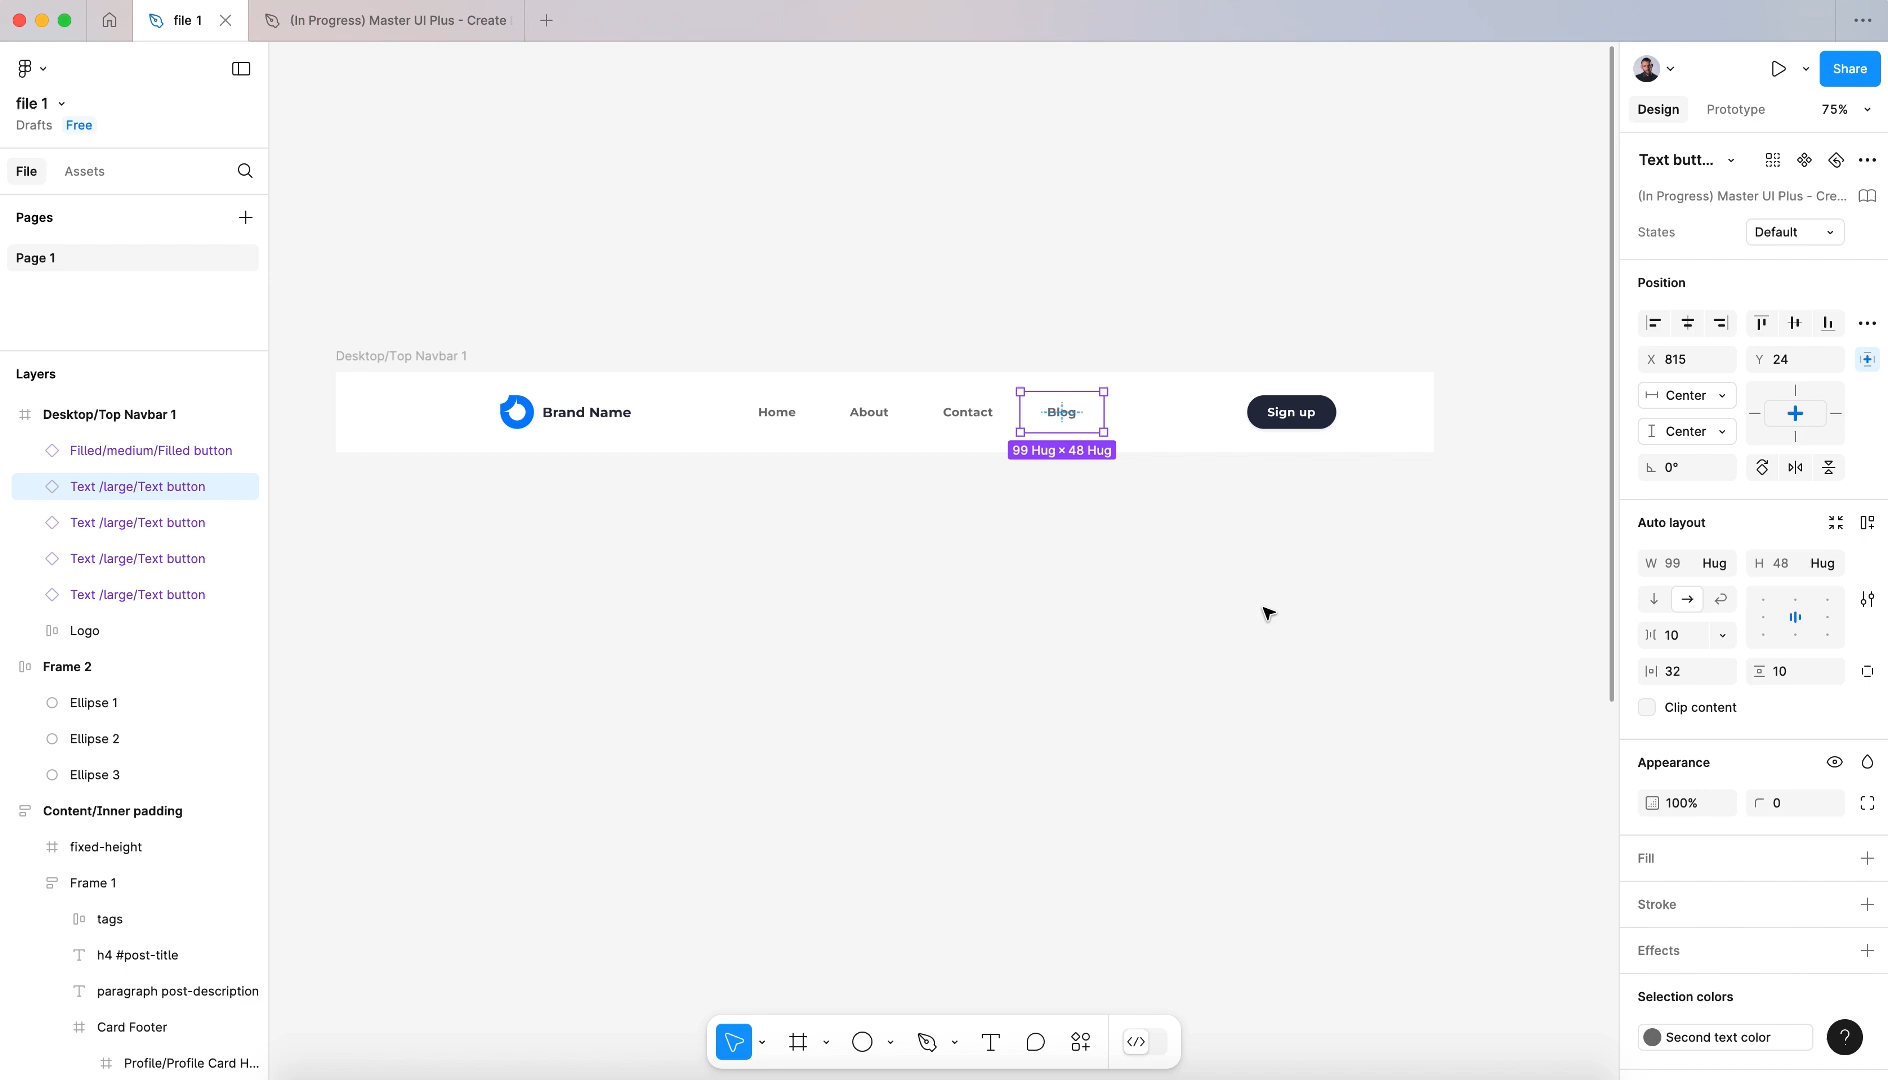 file 1
(In Progress) Master UI Plus - Create
file 1
Drafts Free
File Assets
Pages
Page 1
Layers
Desktop/Top Navbar 1
Filled/medium/Filled button
Text /large/Text button
Text /large/Text button
Text /large/Text button
Text /large/Text button
Logo
Frame 2
Ellipse 1
Ellipse 2
Ellipse 3
Content/Inner padding
fixed-height
Frame 1
tags
h4 #post-title
paragraph post-description
Card Footer
Profile/Profile Card H...
Desktop/Top Navbar 1
Brand Name Home About Contact Blog Sign up
99 Hug × 48 Hug
Share
Design Prototype 75%
Text butt...
(In Progress) Master UI Plus - Cre...
States Default
Position
X 815 Y 24
Center
Center
0°
Auto layout
W 99 Hug H 48 Hug
10
32 10
Clip content
Appearance
100% 0
Fill
Stroke
Effects
Selection colors
Second text color
?